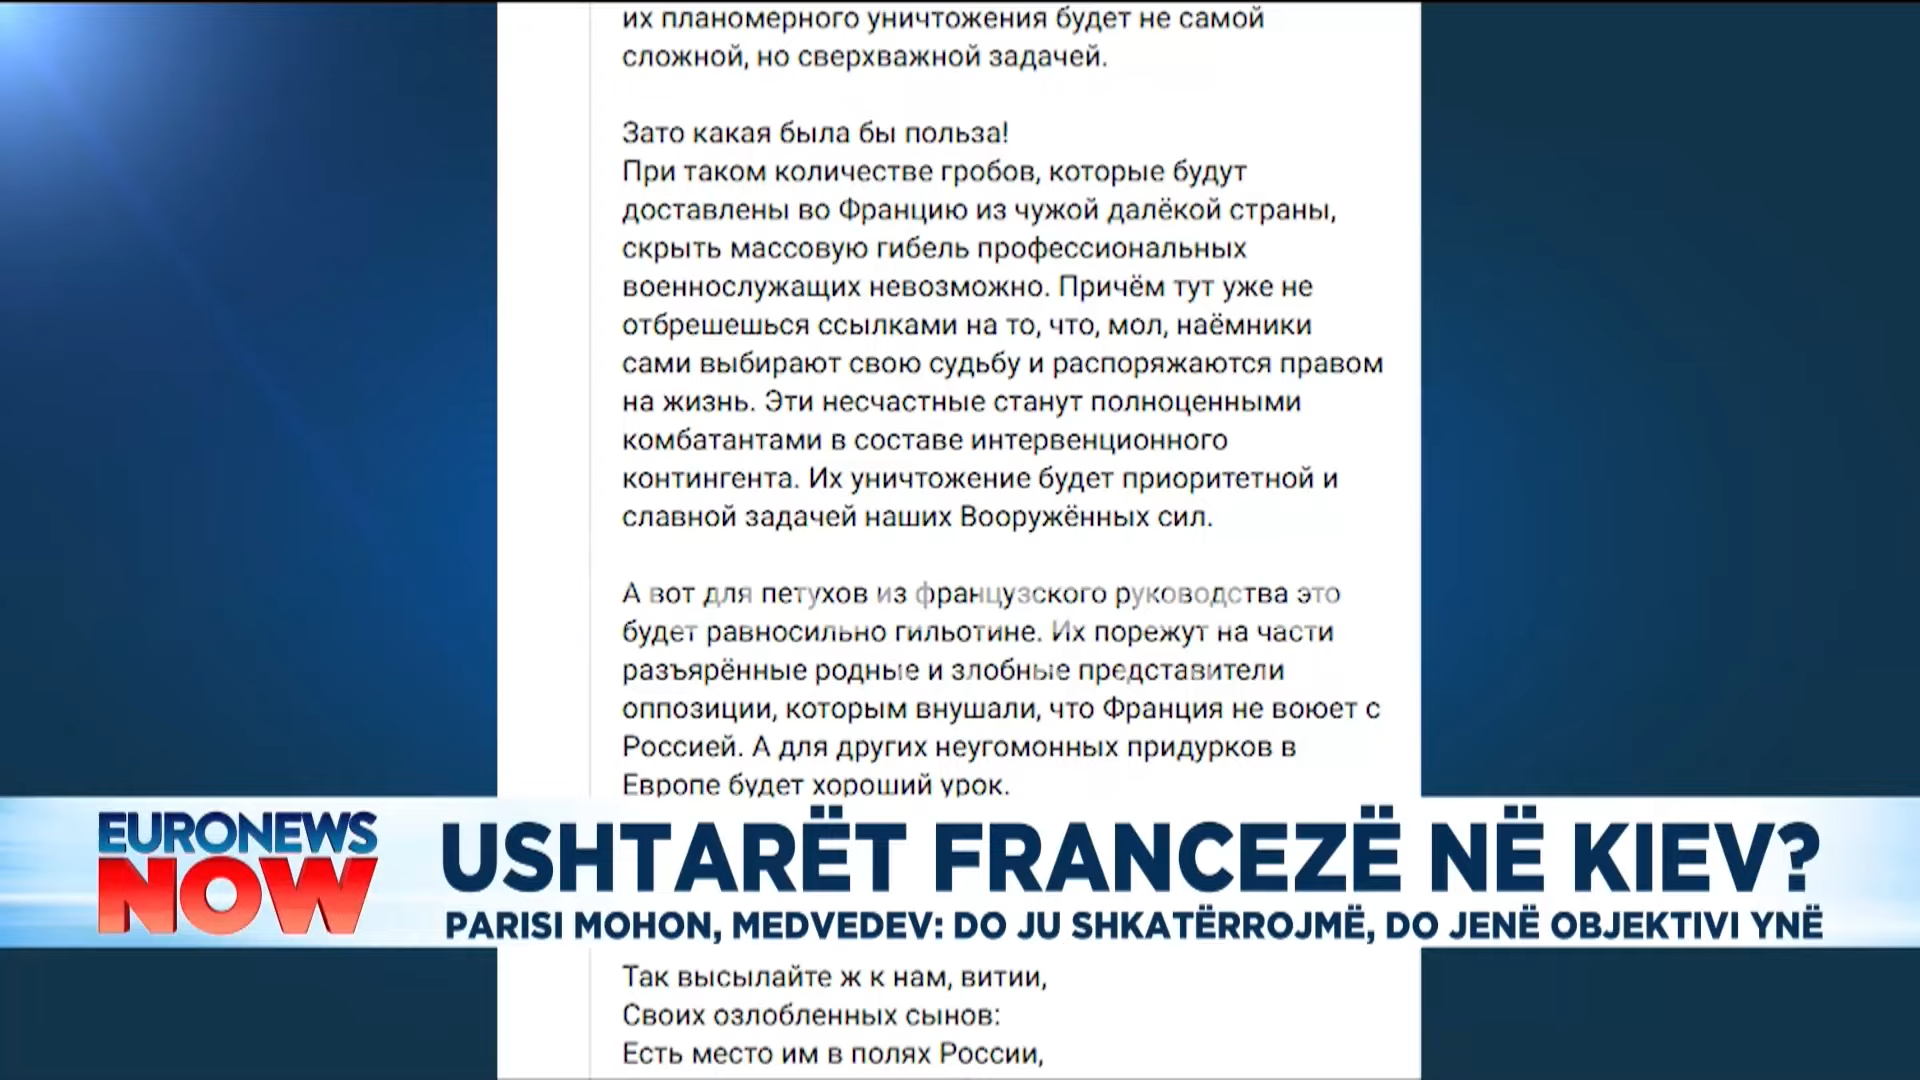 их планомерного уничтожения будет не самой
сложной, но сверхважной задачей.
Зато какая была бы польза!
При таком количестве гробов, которые будут
доставлены во Францию из чужой далёкой страны,
скрыть массовую гибель профессиональных
военнослужащих невозможно. Причём тут уже не
отбрешешься ссылками на то, что, мол, наёмники
сами выбирают свою судьбу и распоряжаются правом
на жизнь. Эти несчастные станут полноценными
комбатантами в составе интервенционного
контингента. Их уничтожение будет приоритетной и
славной задачей наших Вооружённых сил.
А вот для петухов из французского руководства это
будет равносильно гильотине. Их порежут на части
разъярённые родные и злобные представители
оппозиции, которым внушали, что Франция не воюет с
Россией. А для других неугомонных придурков в
Европе будет хороший урок.
EURONEWS
NOW
USHTARËT FRANCEZË NË KIEV?
PARISI MOHON, MEDVEDEV: DO JU SHKATËRROJMË, DO JENË OBJEKTIVI YNË
Так высылайте ж к нам, витии,
Своих озлобленных сынов:
Есть место им в полях России,